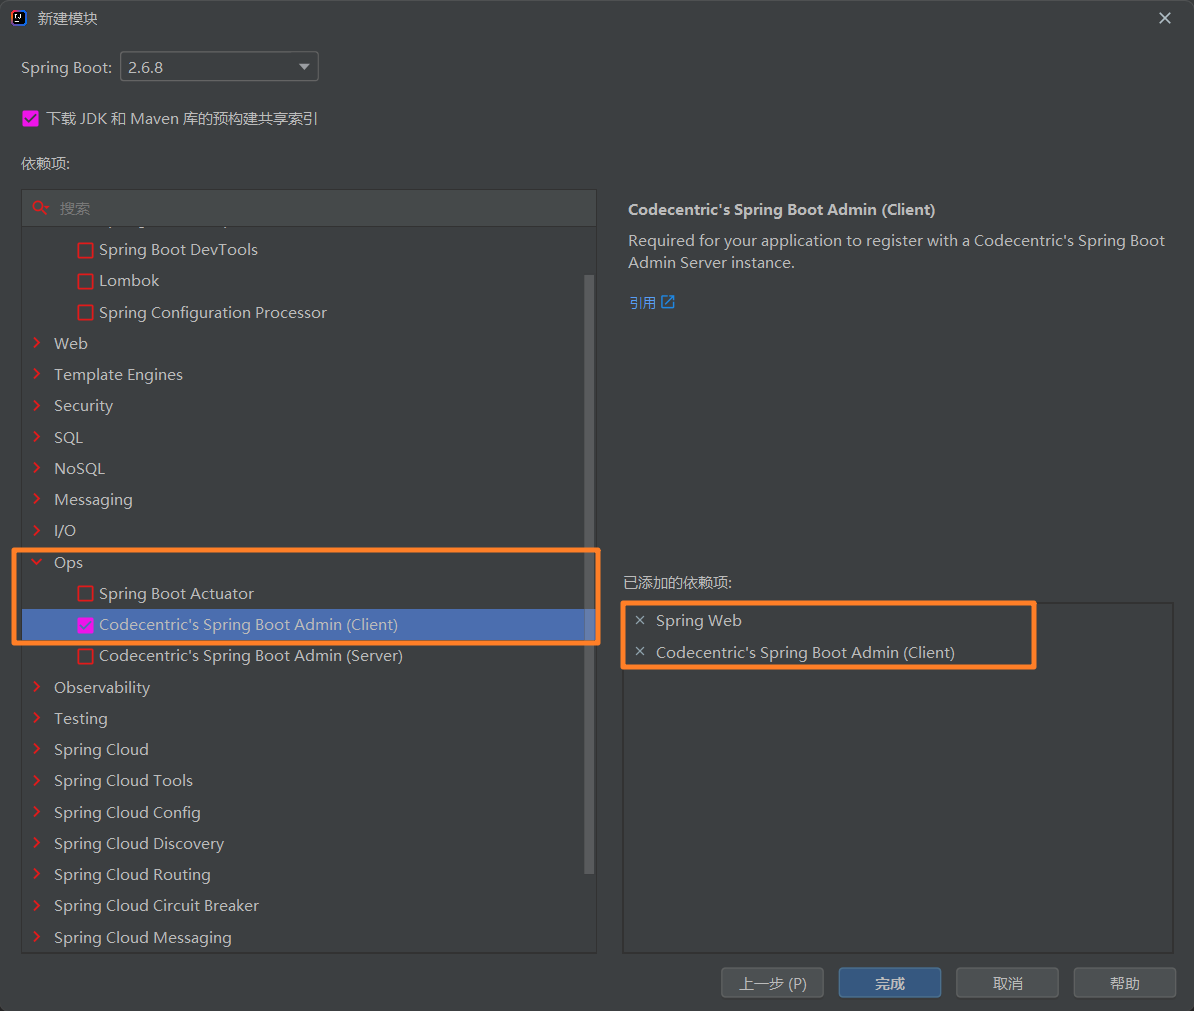 新建模块
Spring Boot:
2.6.8
下载 JDK 和 Maven 库的预构建共享索引
依赖项:
搜索
Spring Boot DevTools
Lombok
Spring Configuration Processor
Web
Template Engines
Security
SQL
NoSQL
Messaging
I/O
Ops
Spring Boot Actuator
Codecentric's Spring Boot Admin (Client)
Codecentric's Spring Boot Admin (Server)
Observability
Testing
Spring Cloud
Spring Cloud Tools
Spring Cloud Config
Spring Cloud Discovery
Spring Cloud Routing
Spring Cloud Circuit Breaker
Spring Cloud Messaging
Codecentric's Spring Boot Admin (Client)
Required for your application to register with a Codecentric's Spring Boot
Admin Server instance.
引用
已添加的依赖项:
Spring Web
Codecentric's Spring Boot Admin (Client)
上一步 (P)
完成
取消
帮助